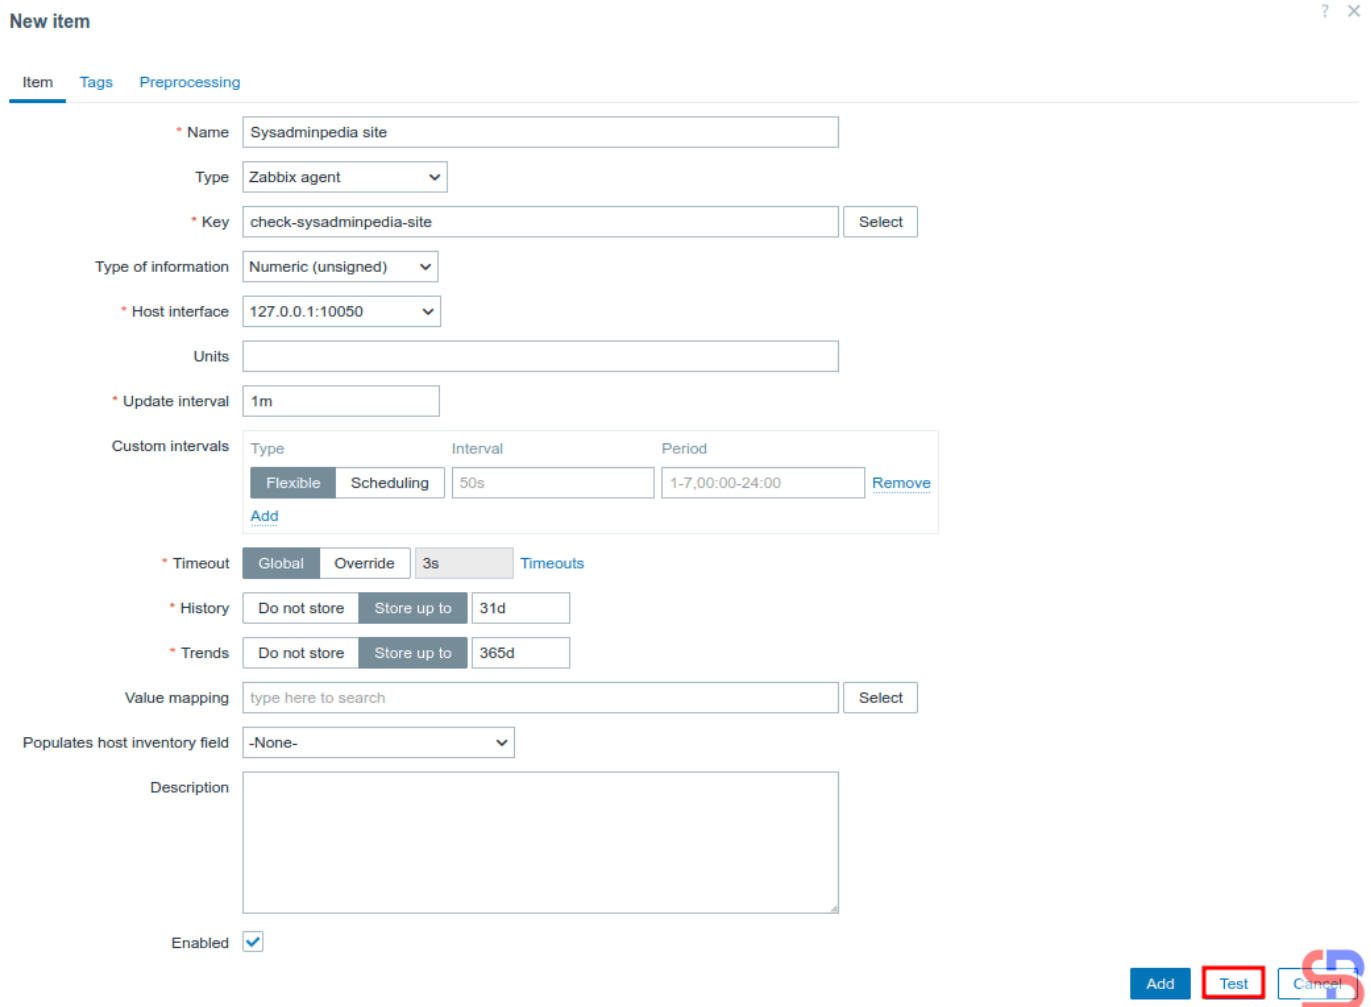 New item
?
Item Tags Preprocessing
* Name Sysadminpedia site
Type Zabbix agent
* Key check-sysadminpedia-site Select
Type of information Numeric (unsigned)
* Host interface 127.0.0.1:10050
Units
* Update interval 1m
Custom intervals Type Interval Period
Flexible Scheduling 50s 1-7,00:00-24:00 Remove
Add
* Timeout Global Override 3s Timeouts
* History Do not store Store up to 31d
* Trends Do not store Store up to 365d
Value mapping type here to search Select
Populates host inventory field -None-
Description
Enabled
Add Test Cancel